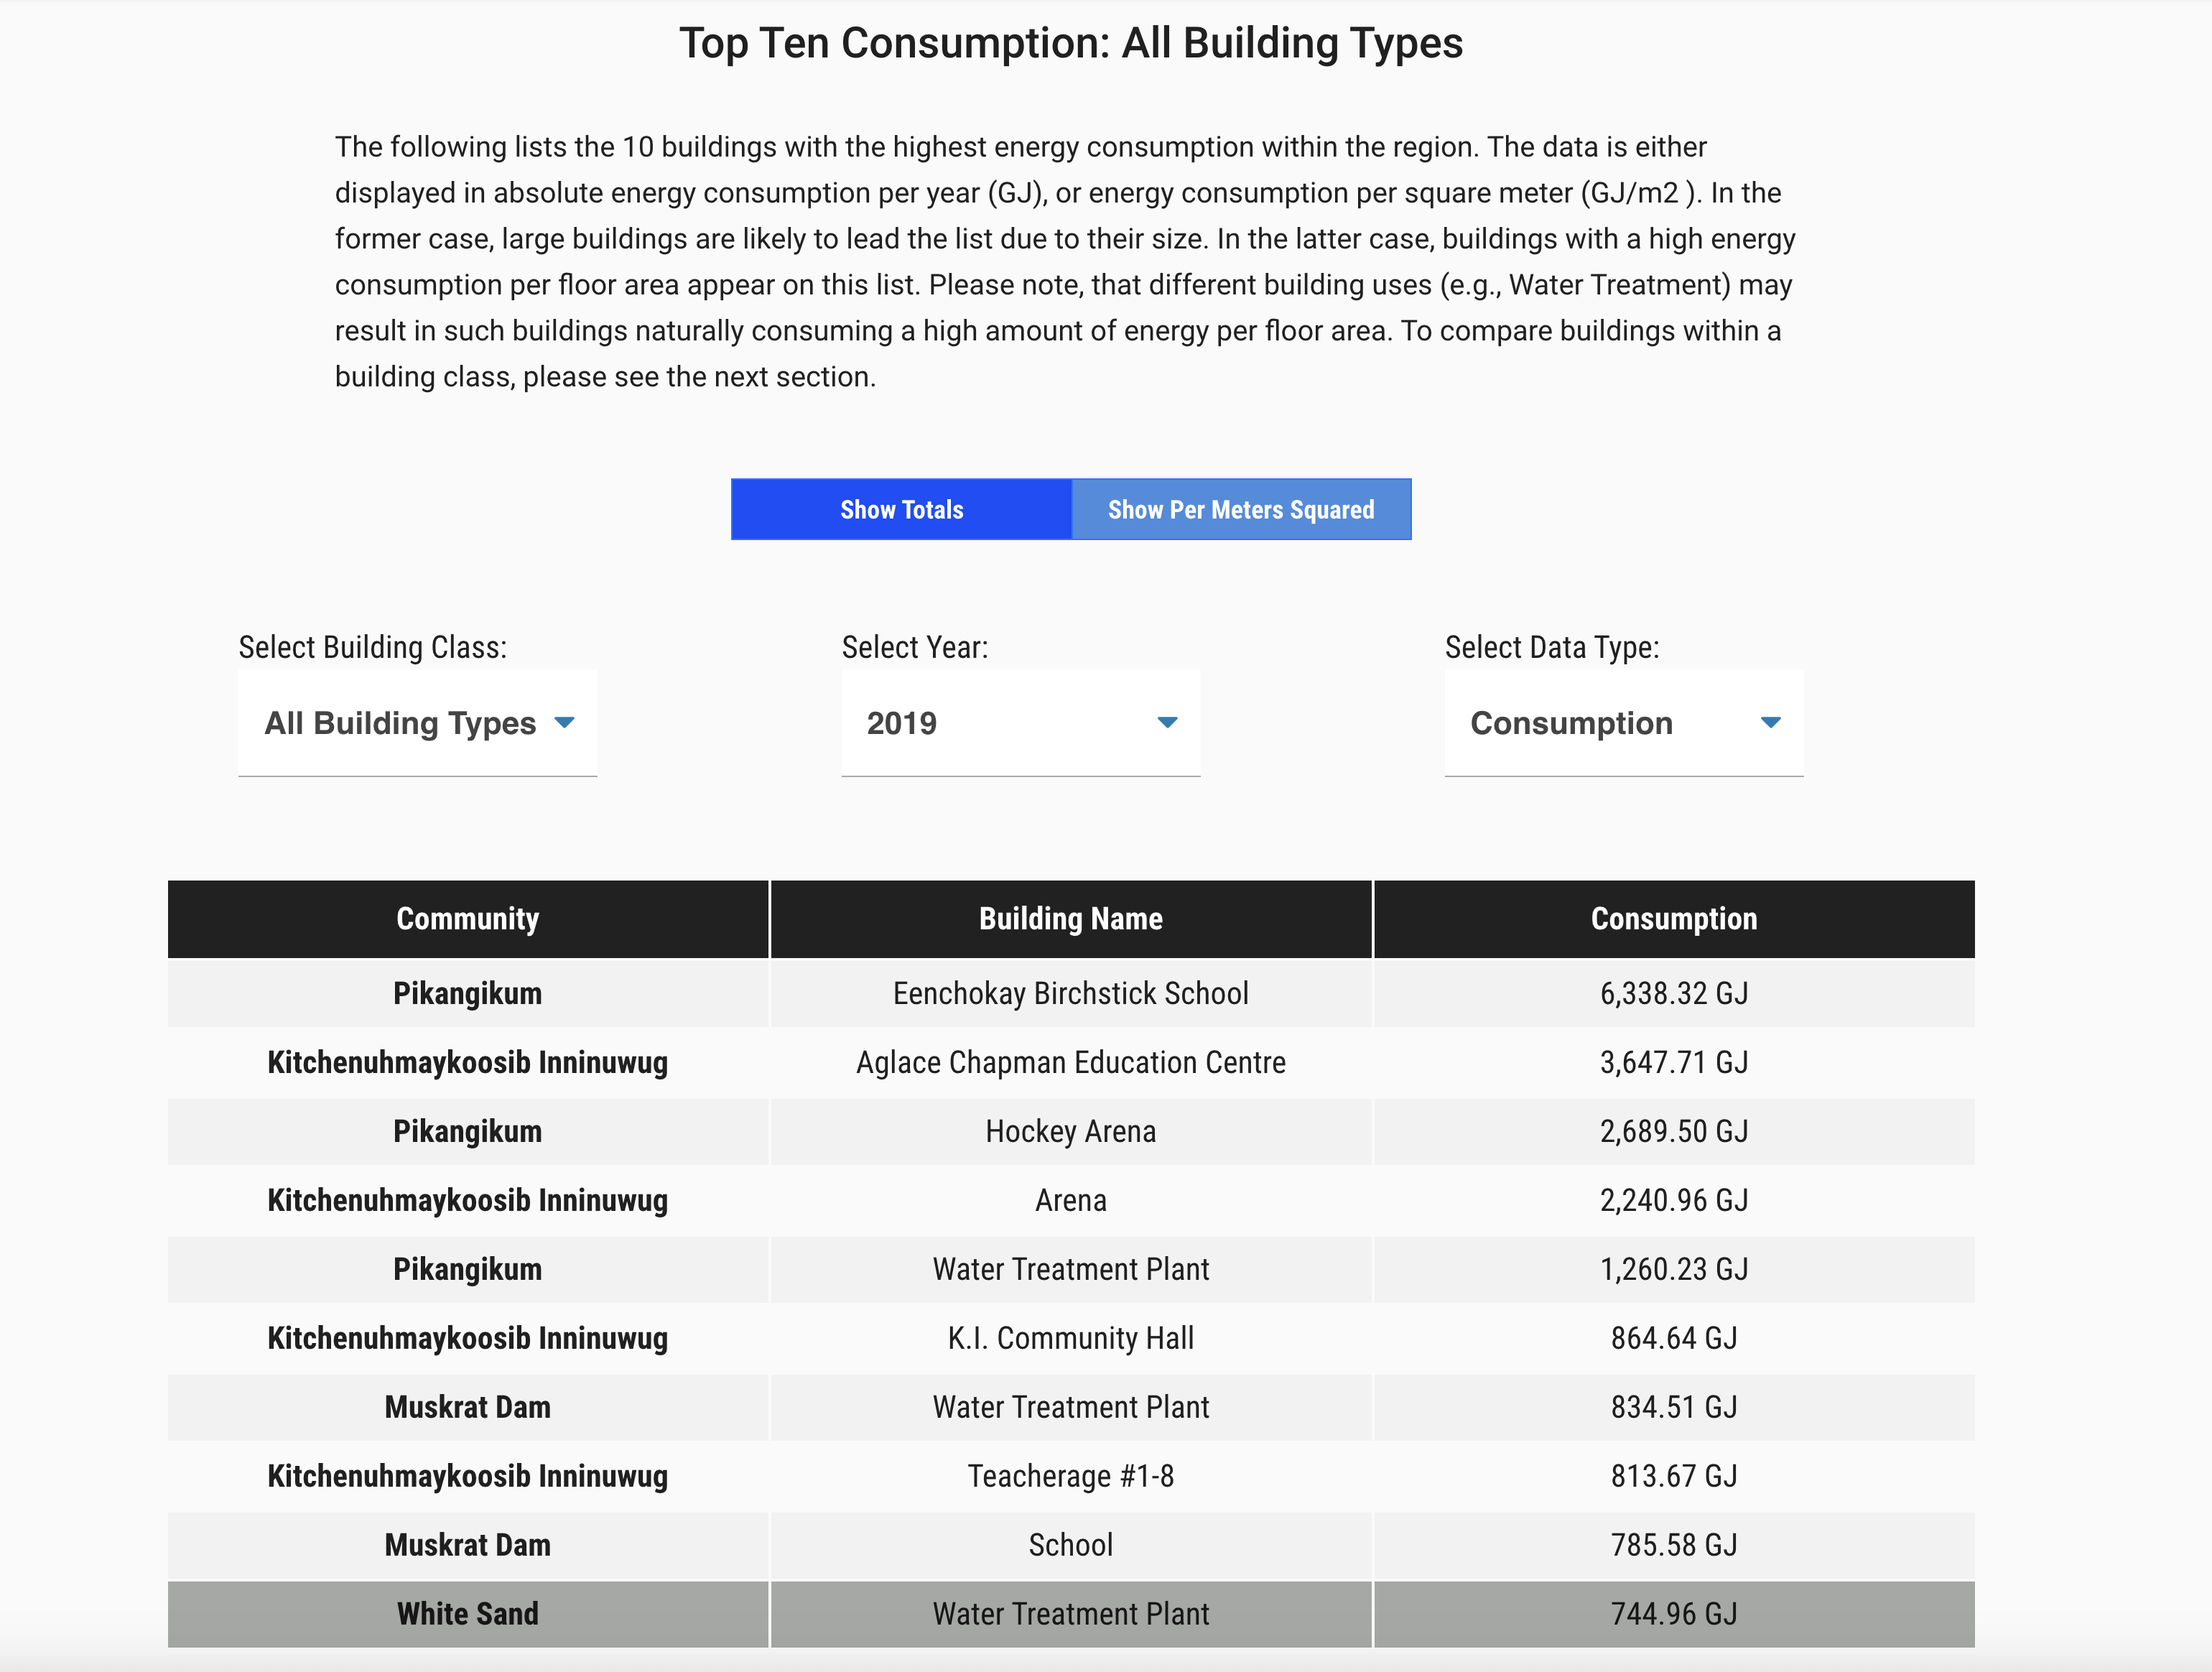 Top Ten Consumption: All Building Types
The following lists the 10 buildings with the highest energy consumption within the region. The data is either
displayed in absolute energy consumption per year (GJ), or energy consumption per square meter (GJ/m2 ). In the
former case, large buildings are likely to lead the list due to their size. In the latter case, buildings with a high energy
consumption per floor area appear on this list. Please note, that different building uses (e.g., Water Treatment) may
result in such buildings naturally consuming a high amount of energy per floor area. To compare buildings within a
building class, please see the next section.
Show Totals Show Per Meters Squared
Select Building Class: Select Year: Select Data Type:
All Building Types 2019 Consumption
Community Building Name Consumption
Pikangikum Eenchokay Birchstick School 6,338.32 GJ
Kitchenuhmaykoosib Inninuwug Aglace Chapman Education Centre 3,647.71 GJ
Pikangikum Hockey Arena 2,689.50 GJ
Kitchenuhmaykoosib Inninuwug Arena 2,240.96 GJ
Pikangikum Water Treatment Plant 1,260.23 GJ
Kitchenuhmaykoosib Inninuwug K.I. Community Hall 864.64 GJ
Muskrat Dam Water Treatment Plant 834.51 GJ
Kitchenuhmaykoosib Inninuwug Teacherage #1-8 813.67 GJ
Muskrat Dam School 785.58 GJ
White Sand Water Treatment Plant 744.96 GJ